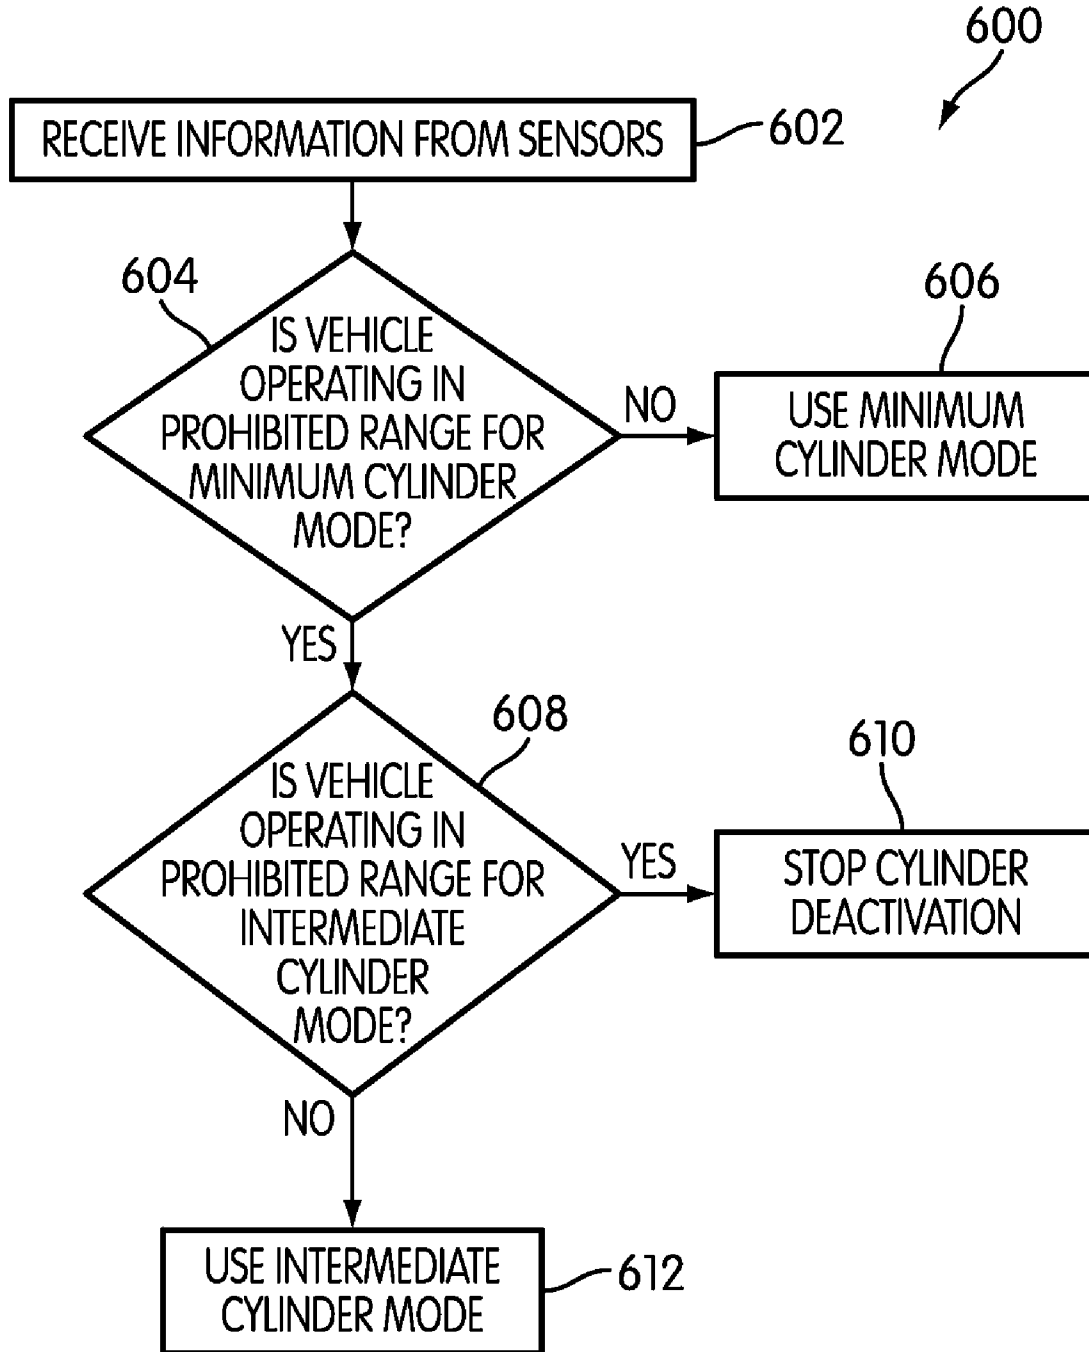 600
RECEIVE INFORMATION FROM SENSORS
602
604
IS VEHICLE
OPERATING IN
PROHIBITED RANGE FOR
MINIMUM CYLINDER
MODE?
NO
606
USE MINIMUM
CYLINDER MODE
YES
608
IS VEHICLE
OPERATING IN
PROHIBITED RANGE FOR
INTERMEDIATE
CYLINDER
MODE?
YES
610
STOP CYLINDER
DEACTIVATION
NO
USE INTERMEDIATE
CYLINDER MODE
612